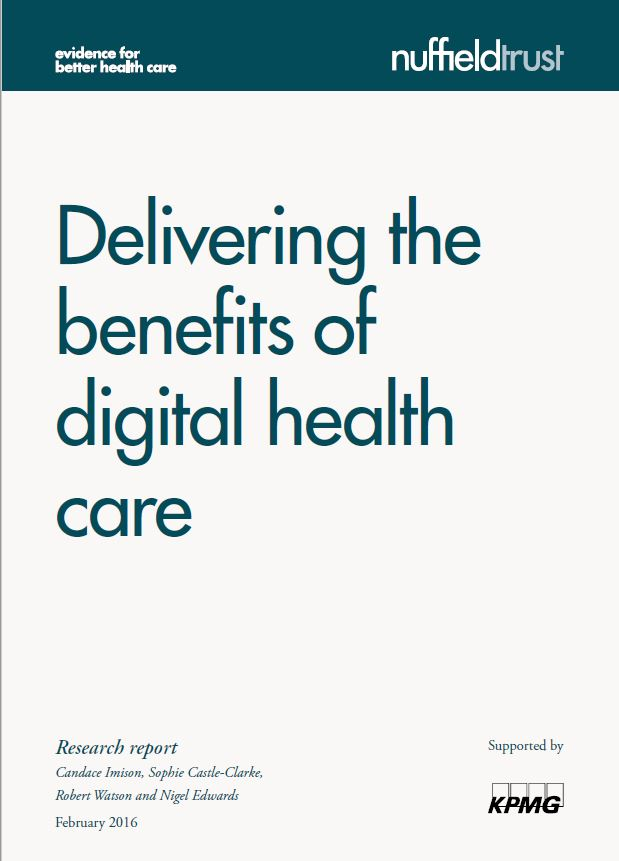 evidence for
better health care
nuffieldtrust
Delivering the
benefits of
digital health
care
Research report
Candace Imison, Sophie Castle-Clarke,
Robert Watson and Nigel Edwards
February 2016
Supported by
KPMG